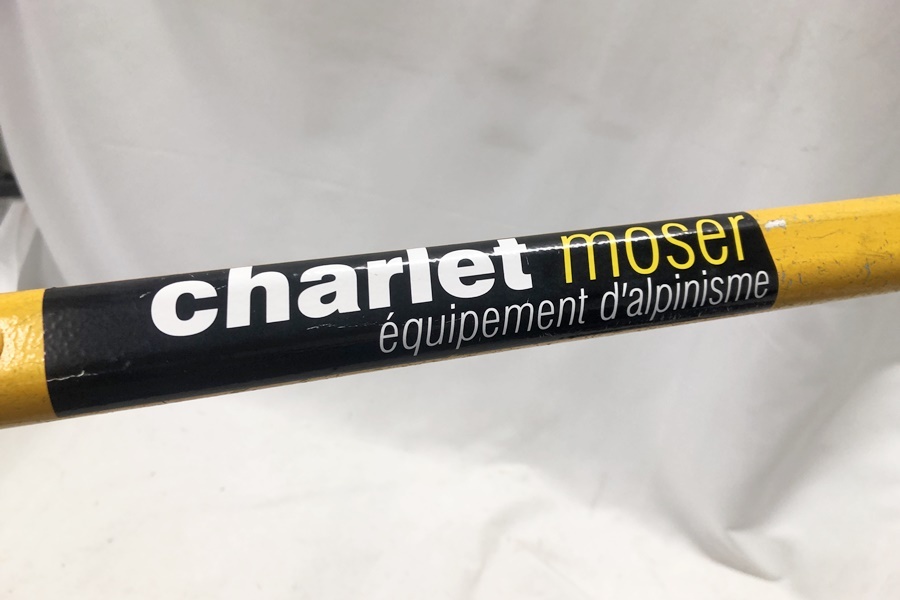 charlet moser
équipement d'alpinisme